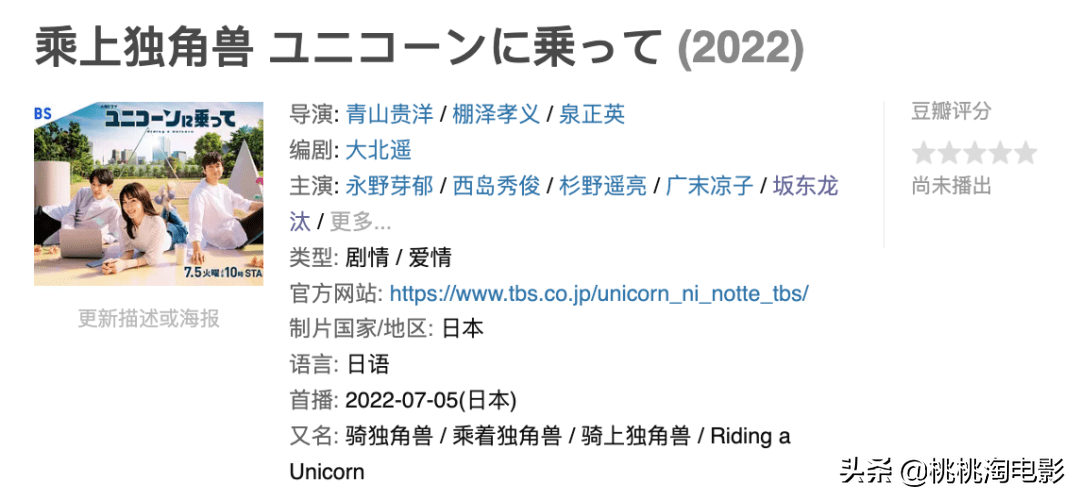 乘上独角兽 ユニコーンに乗って (2022)
BS
ユニコーンに乗って
Riding a Unicorn
7.5火曜よる10時 STA
更新描述或海报
导演: 青山贵洋 / 棚泽孝义 / 泉正英
编剧: 大北遥
主演: 永野芽郁 / 西岛秀俊 / 杉野遥亮 / 广末凉子 / 坂东龙
汰 / 更多...
类型: 剧情 / 爱情
官方网站: https://www.tbs.co.jp/unicorn_ni_notte_tbs/
制片国家/地区: 日本
语言: 日语
首播: 2022-07-05(日本)
又名: 骑独角兽 / 乘着独角兽 / 骑上独角兽 / Riding a
Unicorn
豆瓣评分
尚未播出
头条 @桃桃淘电影